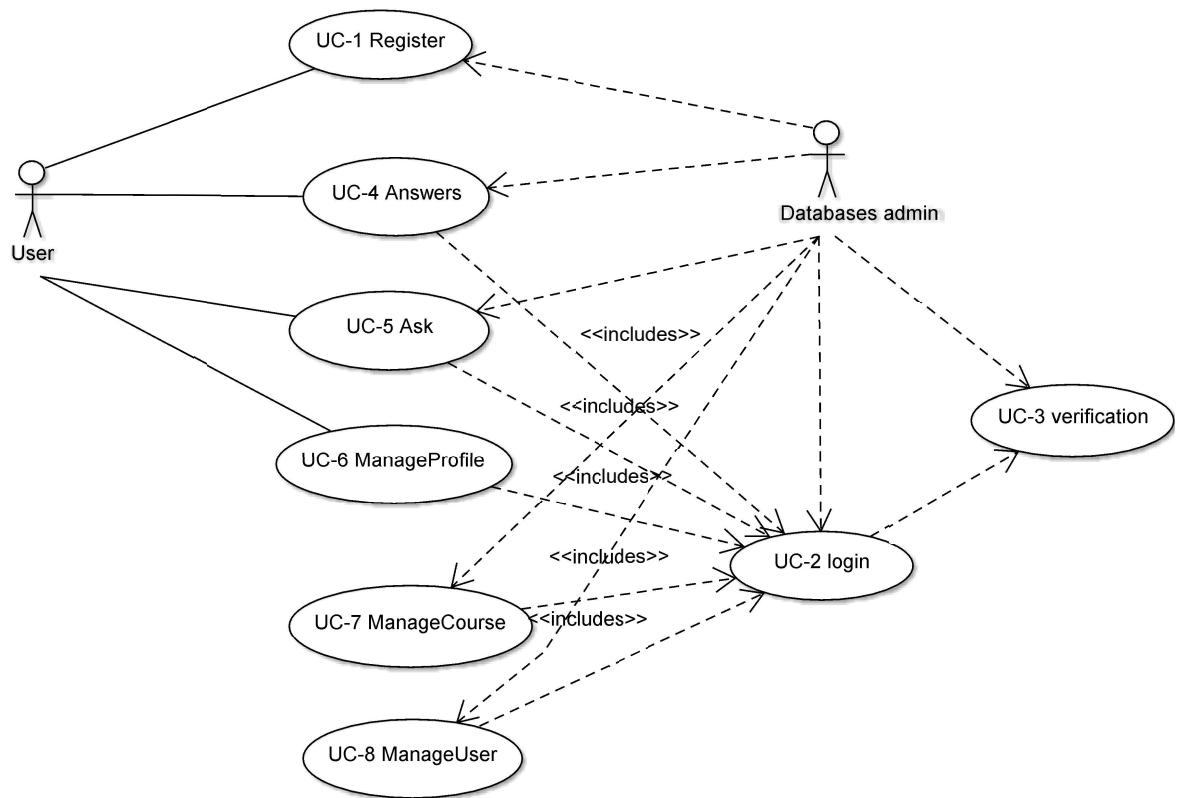 UC-1 Register
UC-4 Answers
Databases admin
User
UC-5 Ask
<<includes>>
<<includes>>
UC-3 verification
UC-6 ManageProfile
<<includes>>
<<includes>>
UC-2 login
UC-7 ManageCourse
<<includes>>
UC-8 ManageUser